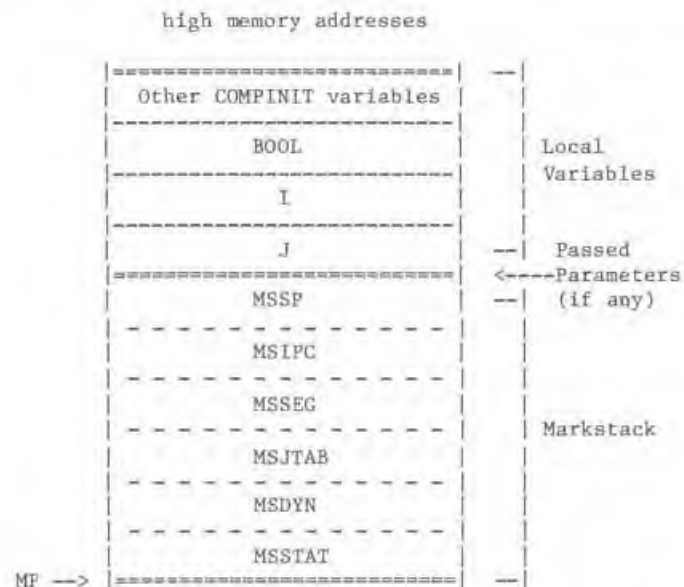 high memory addresses
Other COMPINIT variables
BOOL
Local
Variables
I
J
Passed
<----Parameters
(if any)
MSSP
MSIPC
MSSEG
Markstack
MSJTAB
MSDYN
MSSTAT
MP -->